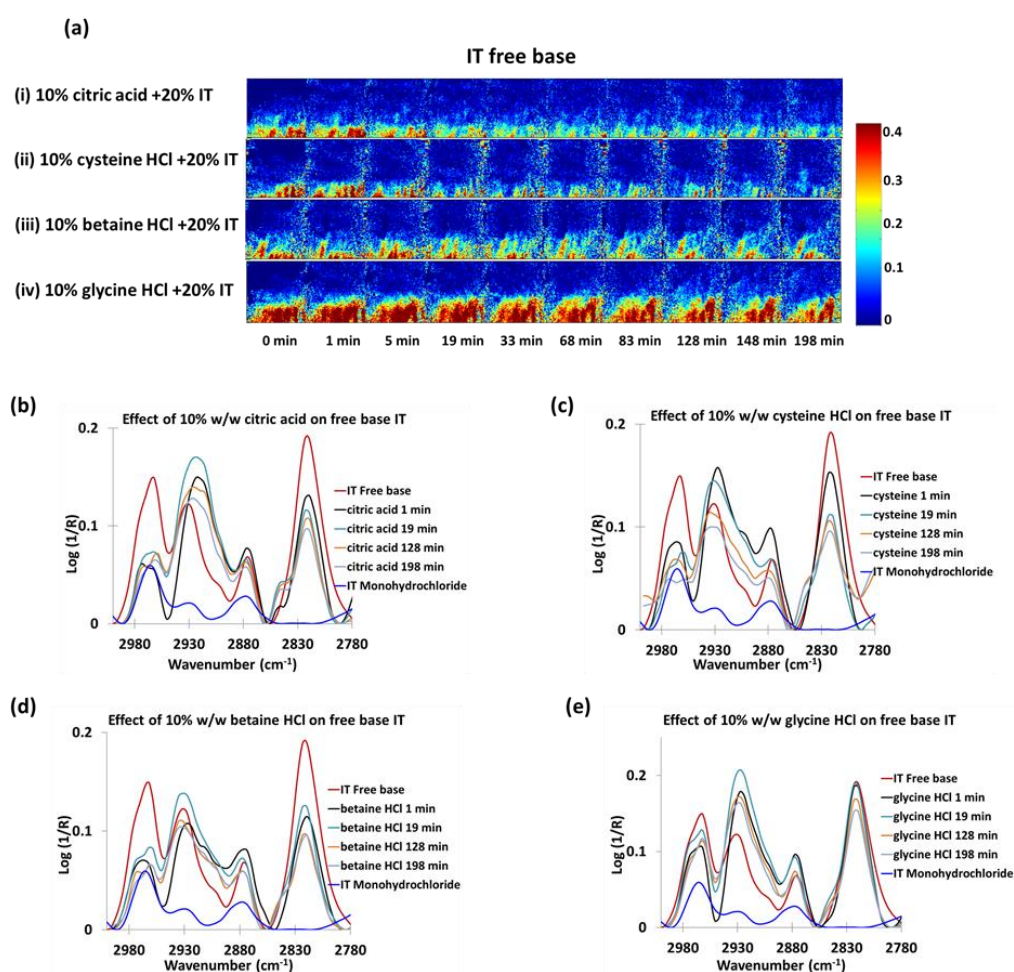 (a)
IT free base
(i) 10% citric acid +20% IT
(ii) 10% cysteine HCl +20% IT
(iii) 10% betaine HCl +20% IT
(iv) 10% glycine HCl +20% IT
0.4
0.3
0.2
0.1
0
0 min 1 min 5 min 19 min 33 min 68 min 83 min 128 min 148 min 198 min
(b)
Effect of 10% w/w citric acid on free base IT
0.2
0.1
0
Log (1/R)
IT Free base
citric acid 1 min
citric acid 19 min
citric acid 128 min
citric acid 198 min
IT Monohydrochloride
2980 2930 2880 2830 2780
Wavenumber (cm-1)
(c)
Effect of 10% w/w cysteine HCl on free base IT
0.2
0.1
0
Log (1/R)
IT Free base
cysteine 1 min
cysteine 19 min
cysteine 128 min
cysteine 198 min
IT Monohydrochloride
2980 2930 2880 2830 2780
Wavenumber (cm-1)
(d)
Effect of 10% w/w betaine HCl on free base IT
0.2
0.1
0
Log (1/R)
IT Free base
betaine HCl 1 min
betaine HCl 19 min
betaine HCl 128 min
betaine HCl 198 min
IT Monohydrochloride
2980 2930 2880 2830 2780
Wavenumber (cm-1)
(e)
Effect of 10% w/w glycine HCl on free base IT
0.2
0.1
0
Log (1/R)
IT Free base
glycine HCl 1 min
glycine HCl 19 min
glycine HCl 128 min
glycine HCl 198 min
IT Monohydrochloride
2980 2930 2880 2830 2780
Wavenumber (cm-1)